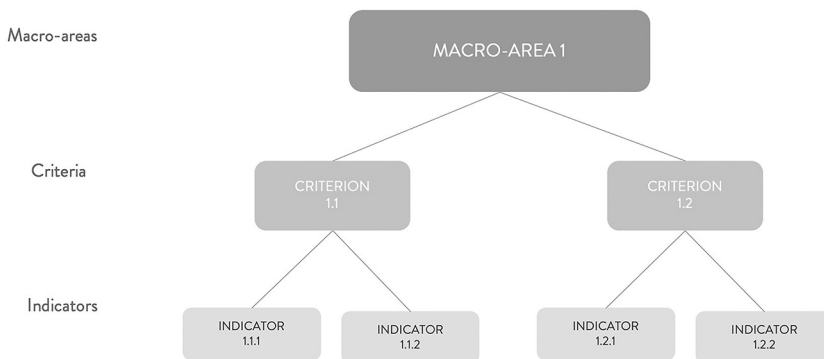 Macro-areas
MACRO-AREA 1
Criteria
CRITERION
1.1
CRITERION
1.2
Indicators
INDICATOR
1.1.1
INDICATOR
1.1.2
INDICATOR
1.2.1
INDICATOR
1.2.2